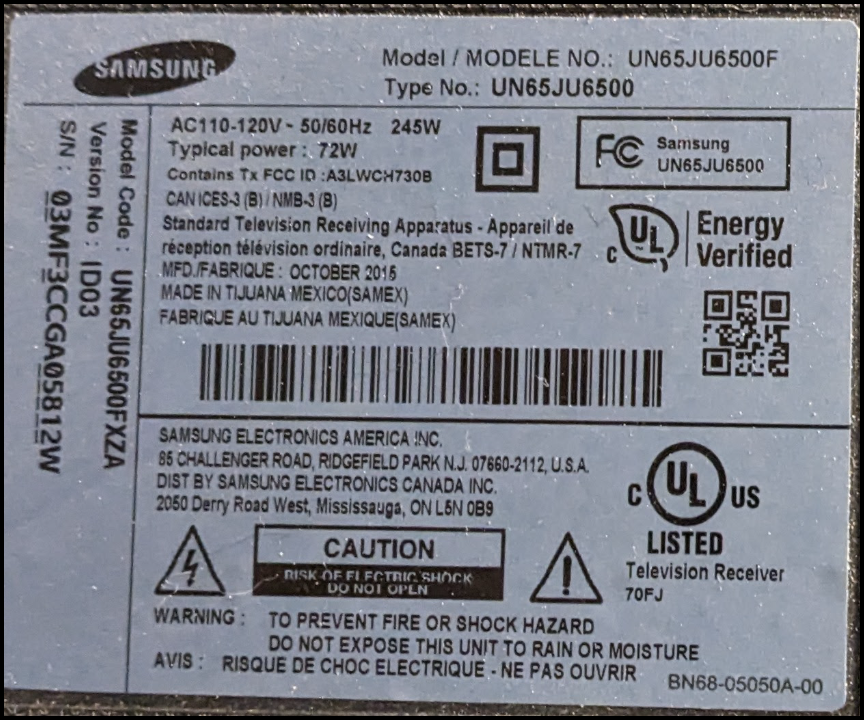 SAMSUNG
Model / MODELE NO.: UN65JU6500F
Type No.: UN65JU6500
AC110-120V ~ 50/60Hz 245W
Typical power : 72W
Contains Tx FCC ID :A3LWCH730B
CAN ICES-3 (B) / NMB-3 (B)
Standard Television Receiving Apparatus - Appareil de
réception télévision ordinaire, Canada BETS-7 / NTMR-7
MFD./FABRIQUE : OCTOBER 2015
MADE IN TIJUANA MEXICO(SAMEX)
FABRIQUE AU TIJUANA MEXIQUE(SAMEX)
FC Samsung
UN65JU6500
c UL Energy
Verified
Model Code : UN65JU6500FXZA
Version No : ID03
S/N : 03MF3CCGA05812W
SAMSUNG ELECTRONICS AMERICA INC.
85 CHALLENGER ROAD, RIDGEFIELD PARK N.J. 07660-2112, U.S.A.
DIST BY SAMSUNG ELECTRONICS CANADA INC.
2050 Derry Road West, Mississauga, ON L5N 0B9
C UL US
LISTED
Television Receiver
70FJ
CAUTION
RISK OF ELECTRIC SHOCK
DO NOT OPEN
WARNING : TO PREVENT FIRE OR SHOCK HAZARD
DO NOT EXPOSE THIS UNIT TO RAIN OR MOISTURE
AVIS : RISQUE DE CHOC ELECTRIQUE - NE PAS OUVRIR
BN68-05050A-00